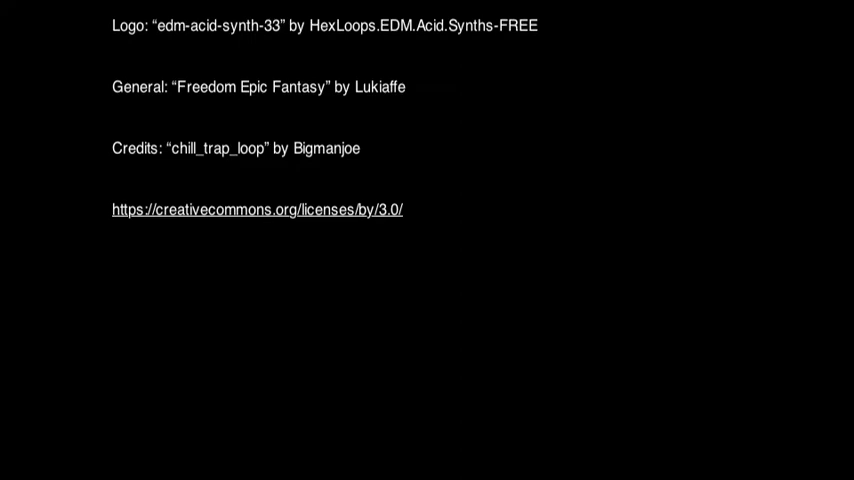 Logo: “edm-acid-synth-33” by HexLoops.EDM.Acid.Synths-FREE
General: “Freedom Epic Fantasy” by Lukiaffe
Credits: “chill_trap_loop” by Bigmanjoe
https://creativecommons.org/licenses/by/3.0/